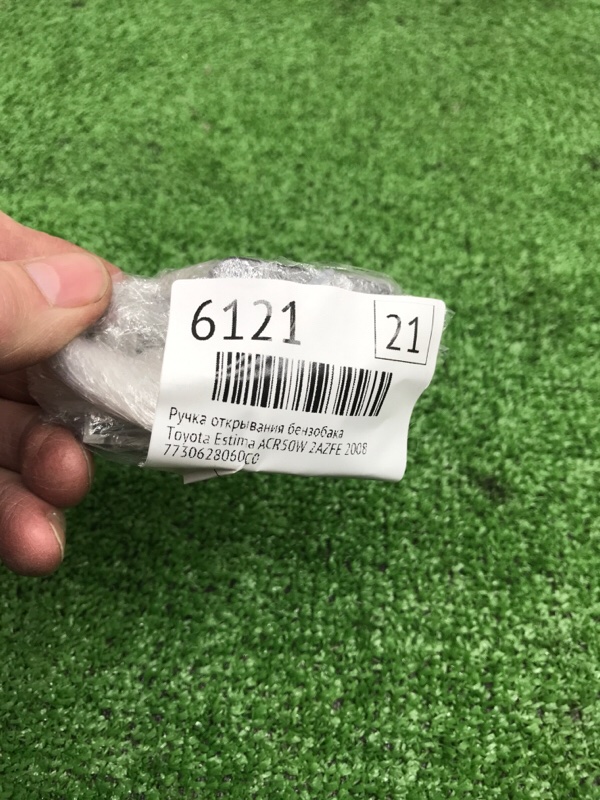 6121
21
Ручка открывания бензобака
Toyota Estima ACR50W 2AZFE 2008
7730628060C0